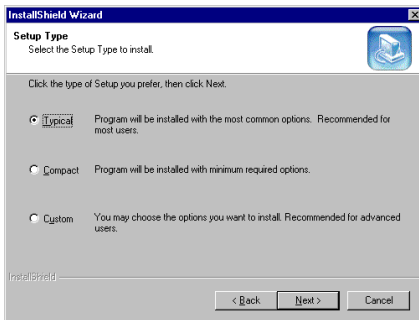 InstallShield Wizard
Setup Type
Select the Setup Type to install.
Click the type of Setup you prefer, then click Next.
Typical
Program will be installed with the most common options. Recommended for
most users.
Compact
Program will be installed with minimum required options.
Custom
You may choose the options you want to install. Recommended for advanced
users.
InstallShield
< Back
Next >
Cancel